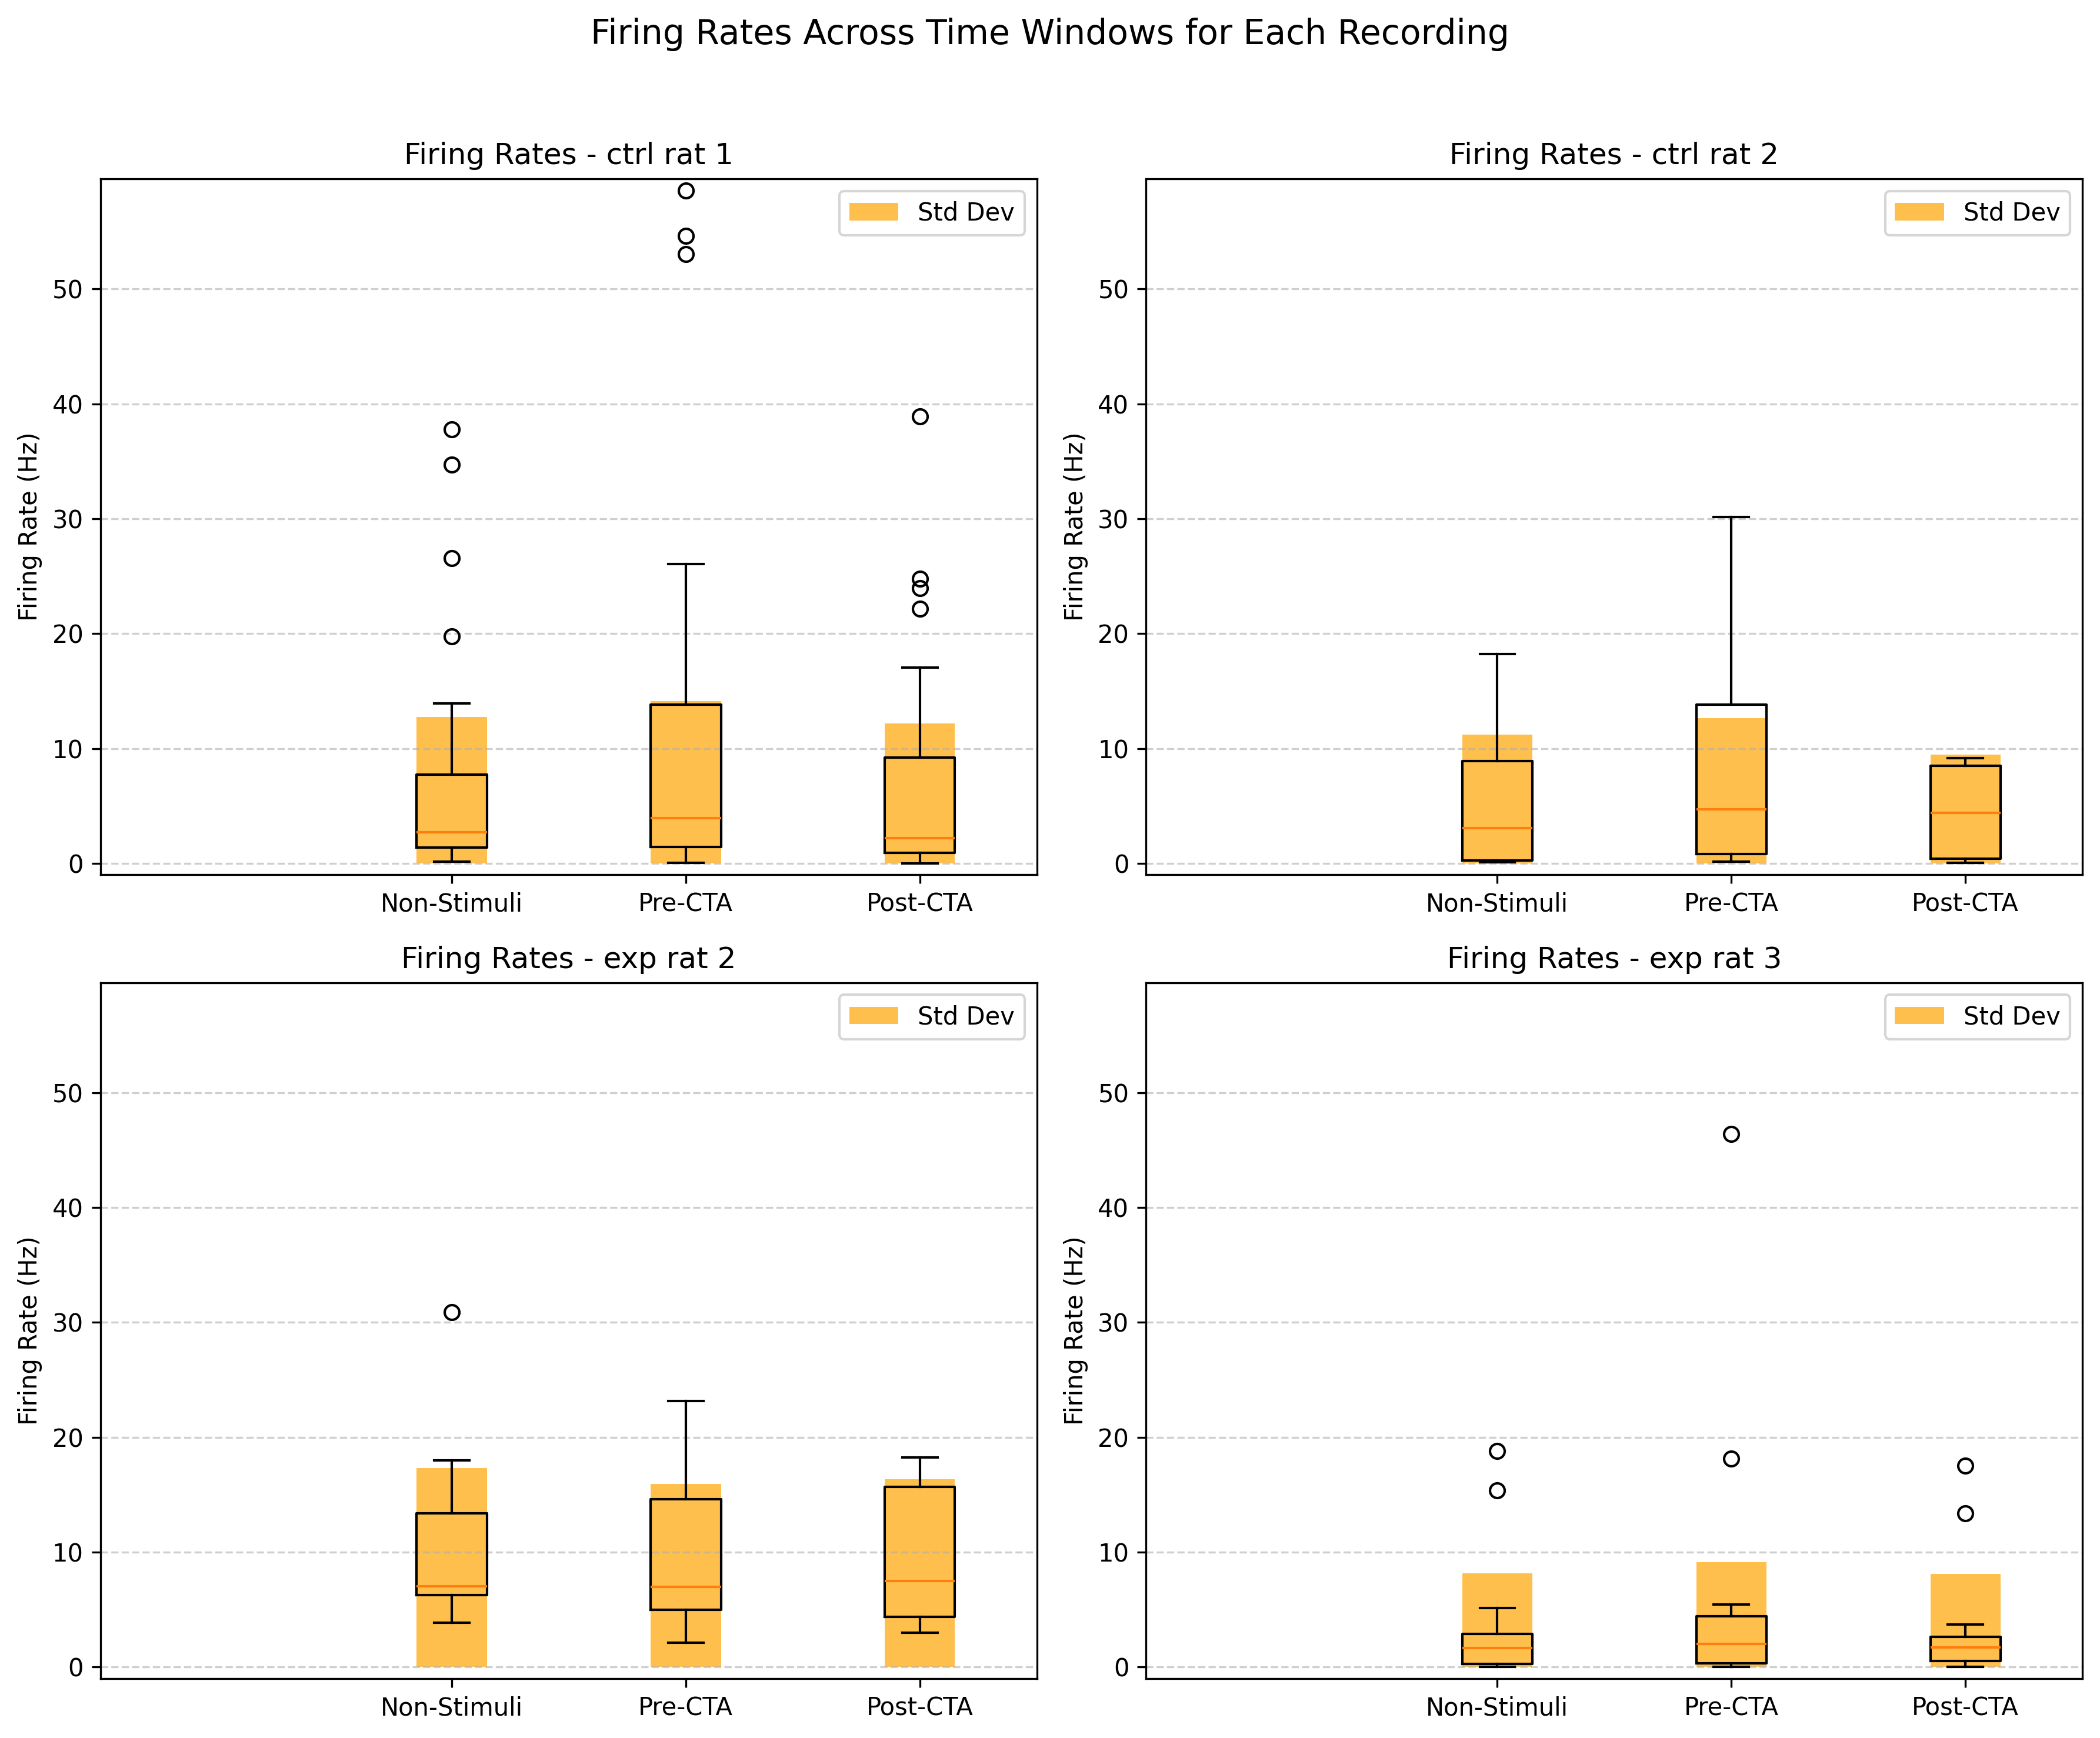 Firing Rates Across Time Windows for Each Recording
Firing Rates - ctrl rat 1
Std Dev
Firing Rate (Hz)
50
40
30
20
10
0
Non-Stimuli Pre-CTA Post-CTA
Firing Rates - ctrl rat 2
Std Dev
Firing Rate (Hz)
50
40
30
20
10
0
Non-Stimuli Pre-CTA Post-CTA
Firing Rates - exp rat 2
Std Dev
Firing Rate (Hz)
50
40
30
20
10
0
Non-Stimuli Pre-CTA Post-CTA
Firing Rates - exp rat 3
Std Dev
Firing Rate (Hz)
50
40
30
20
10
0
Non-Stimuli Pre-CTA Post-CTA